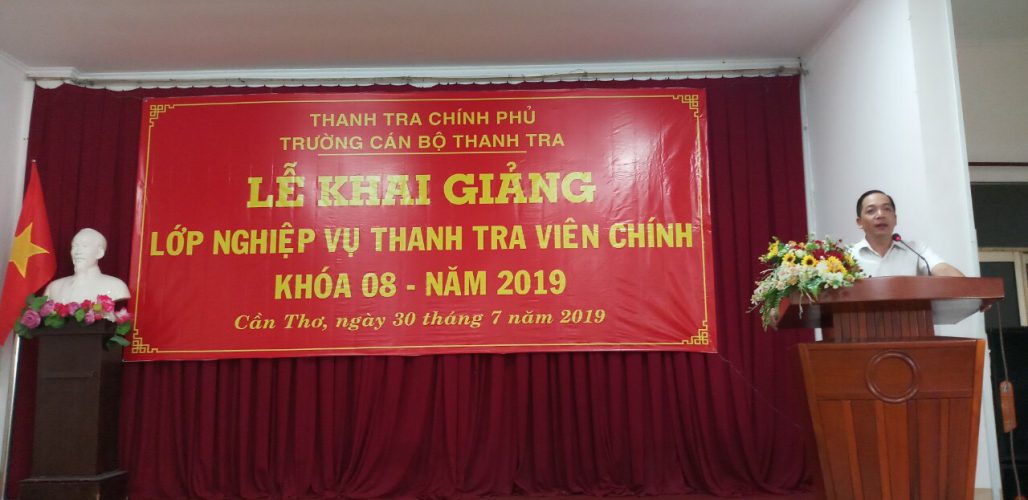 THANH TRA CHÍNH PHỦ
TRƯỜNG CÁN BỘ THANH TRA
LỄ KHAI GIẢNG
LỚP NGHIỆP VỤ THANH TRA VIÊN CHÍNH
KHÓA 08 - NĂM 2019
Cần Thơ, ngày 30 tháng 7 năm 2019